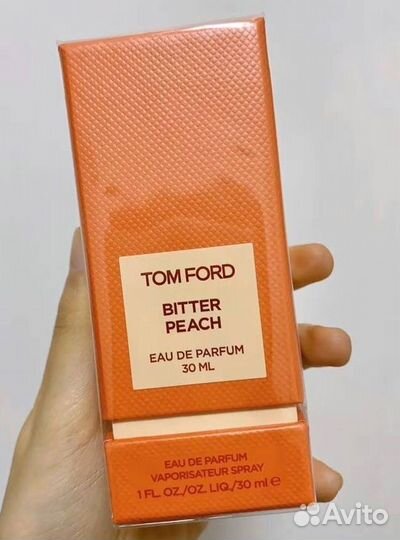 TOM FORD
BITTER
PEACH
EAU DE PARFUM
30 ML
EAU DE PARFUM
VAPORISATEUR SPRAY
1 FL. OZ./OZ. LIQ./30 ml e
Avito